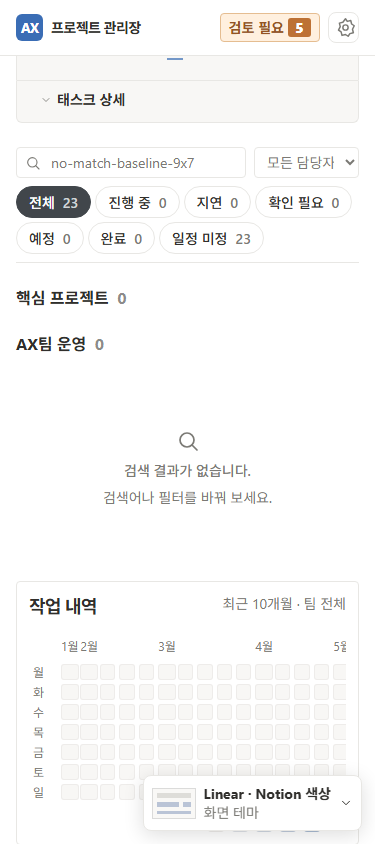 AX 프로젝트 관리장 검토 필요 5
태스크 상세
no-match-baseline-9x7 모든 담당자
전체 23 진행 중 0 지연 0 확인 필요 0
예정 0 완료 0 일정 미정 23
핵심 프로젝트 0
AX팀 운영 0
검색 결과가 없습니다.
검색어나 필터를 바꿔 보세요.
작업 내역 최근 10개월 · 팀 전체
1월 2월 3월 4월 5월
월
화
수
목
금
토
일
Linear · Notion 색상
화면 테마